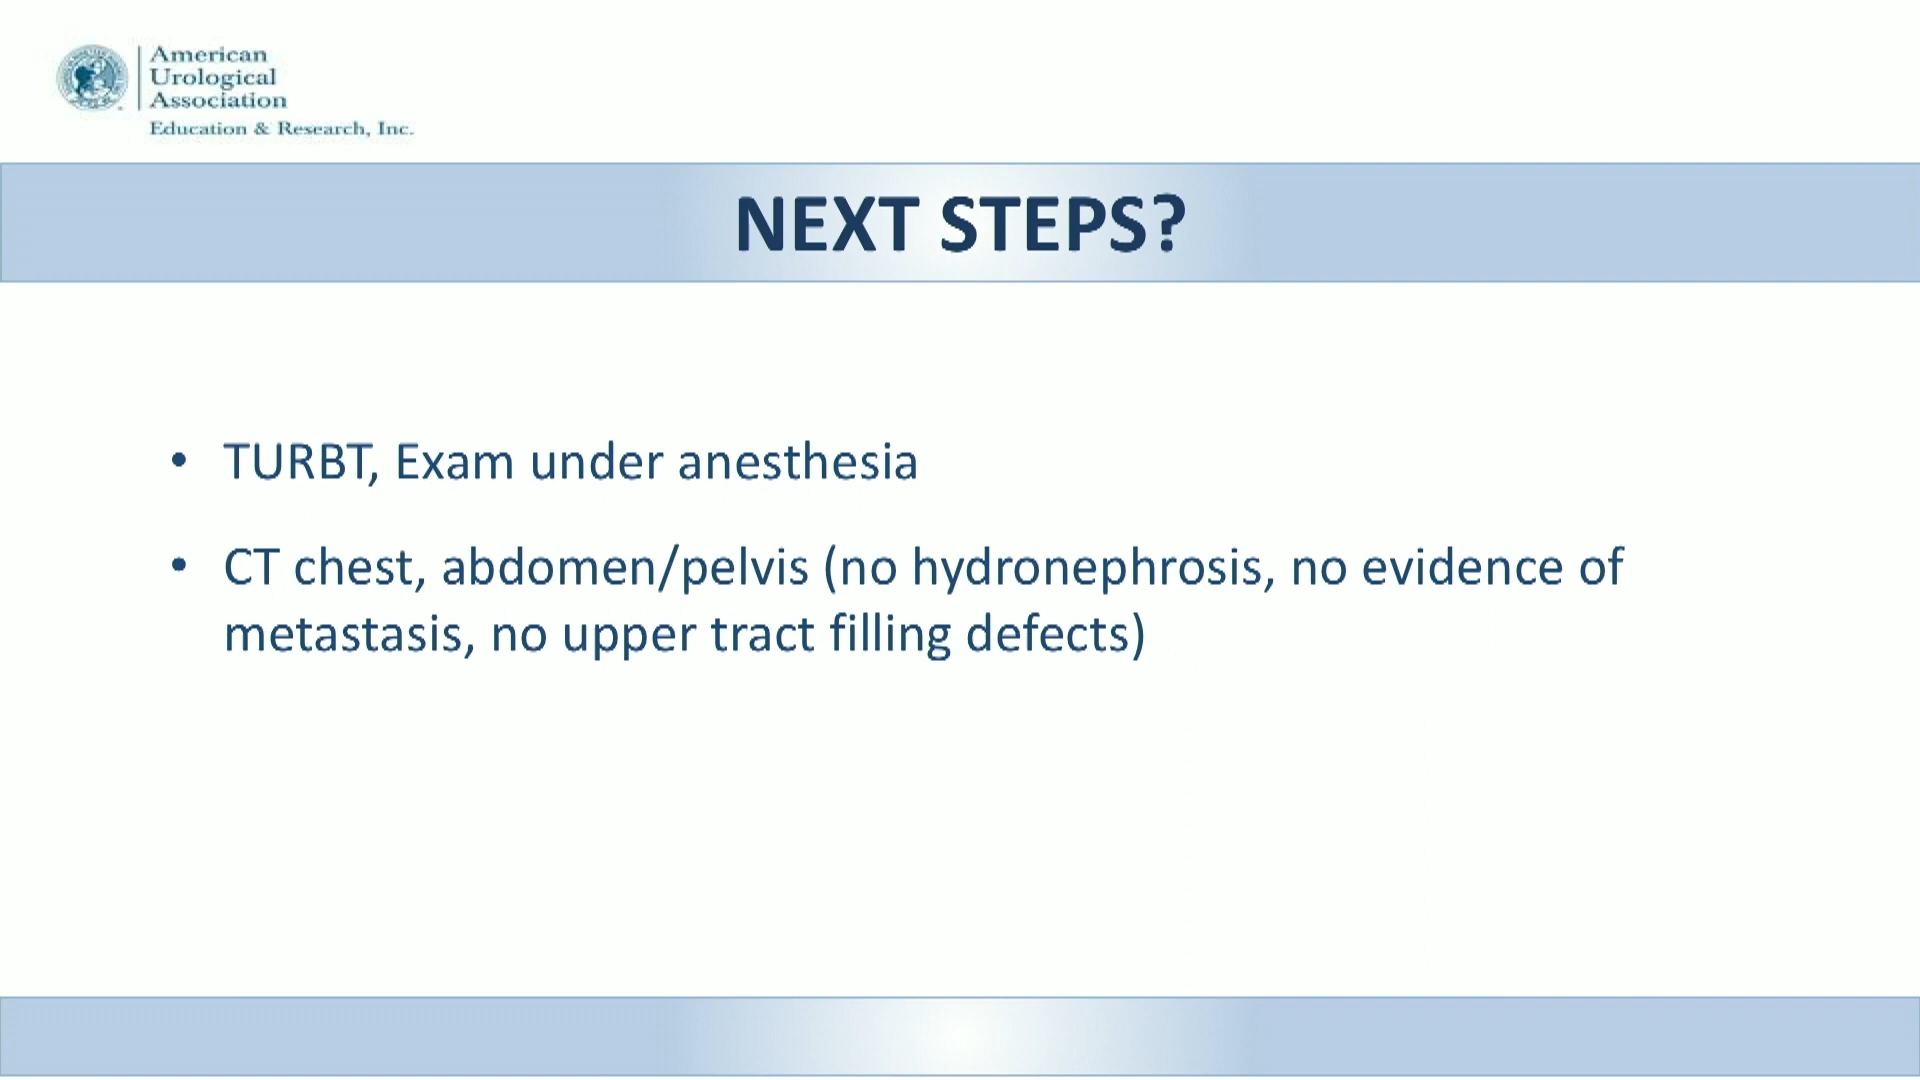 American
Urological
Association
Education & Research, Inc.
NEXT STEPS?
• TURBT, Exam under anesthesia
• CT chest, abdomen/pelvis (no hydronephrosis, no evidence of
metastasis, no upper tract filling defects)